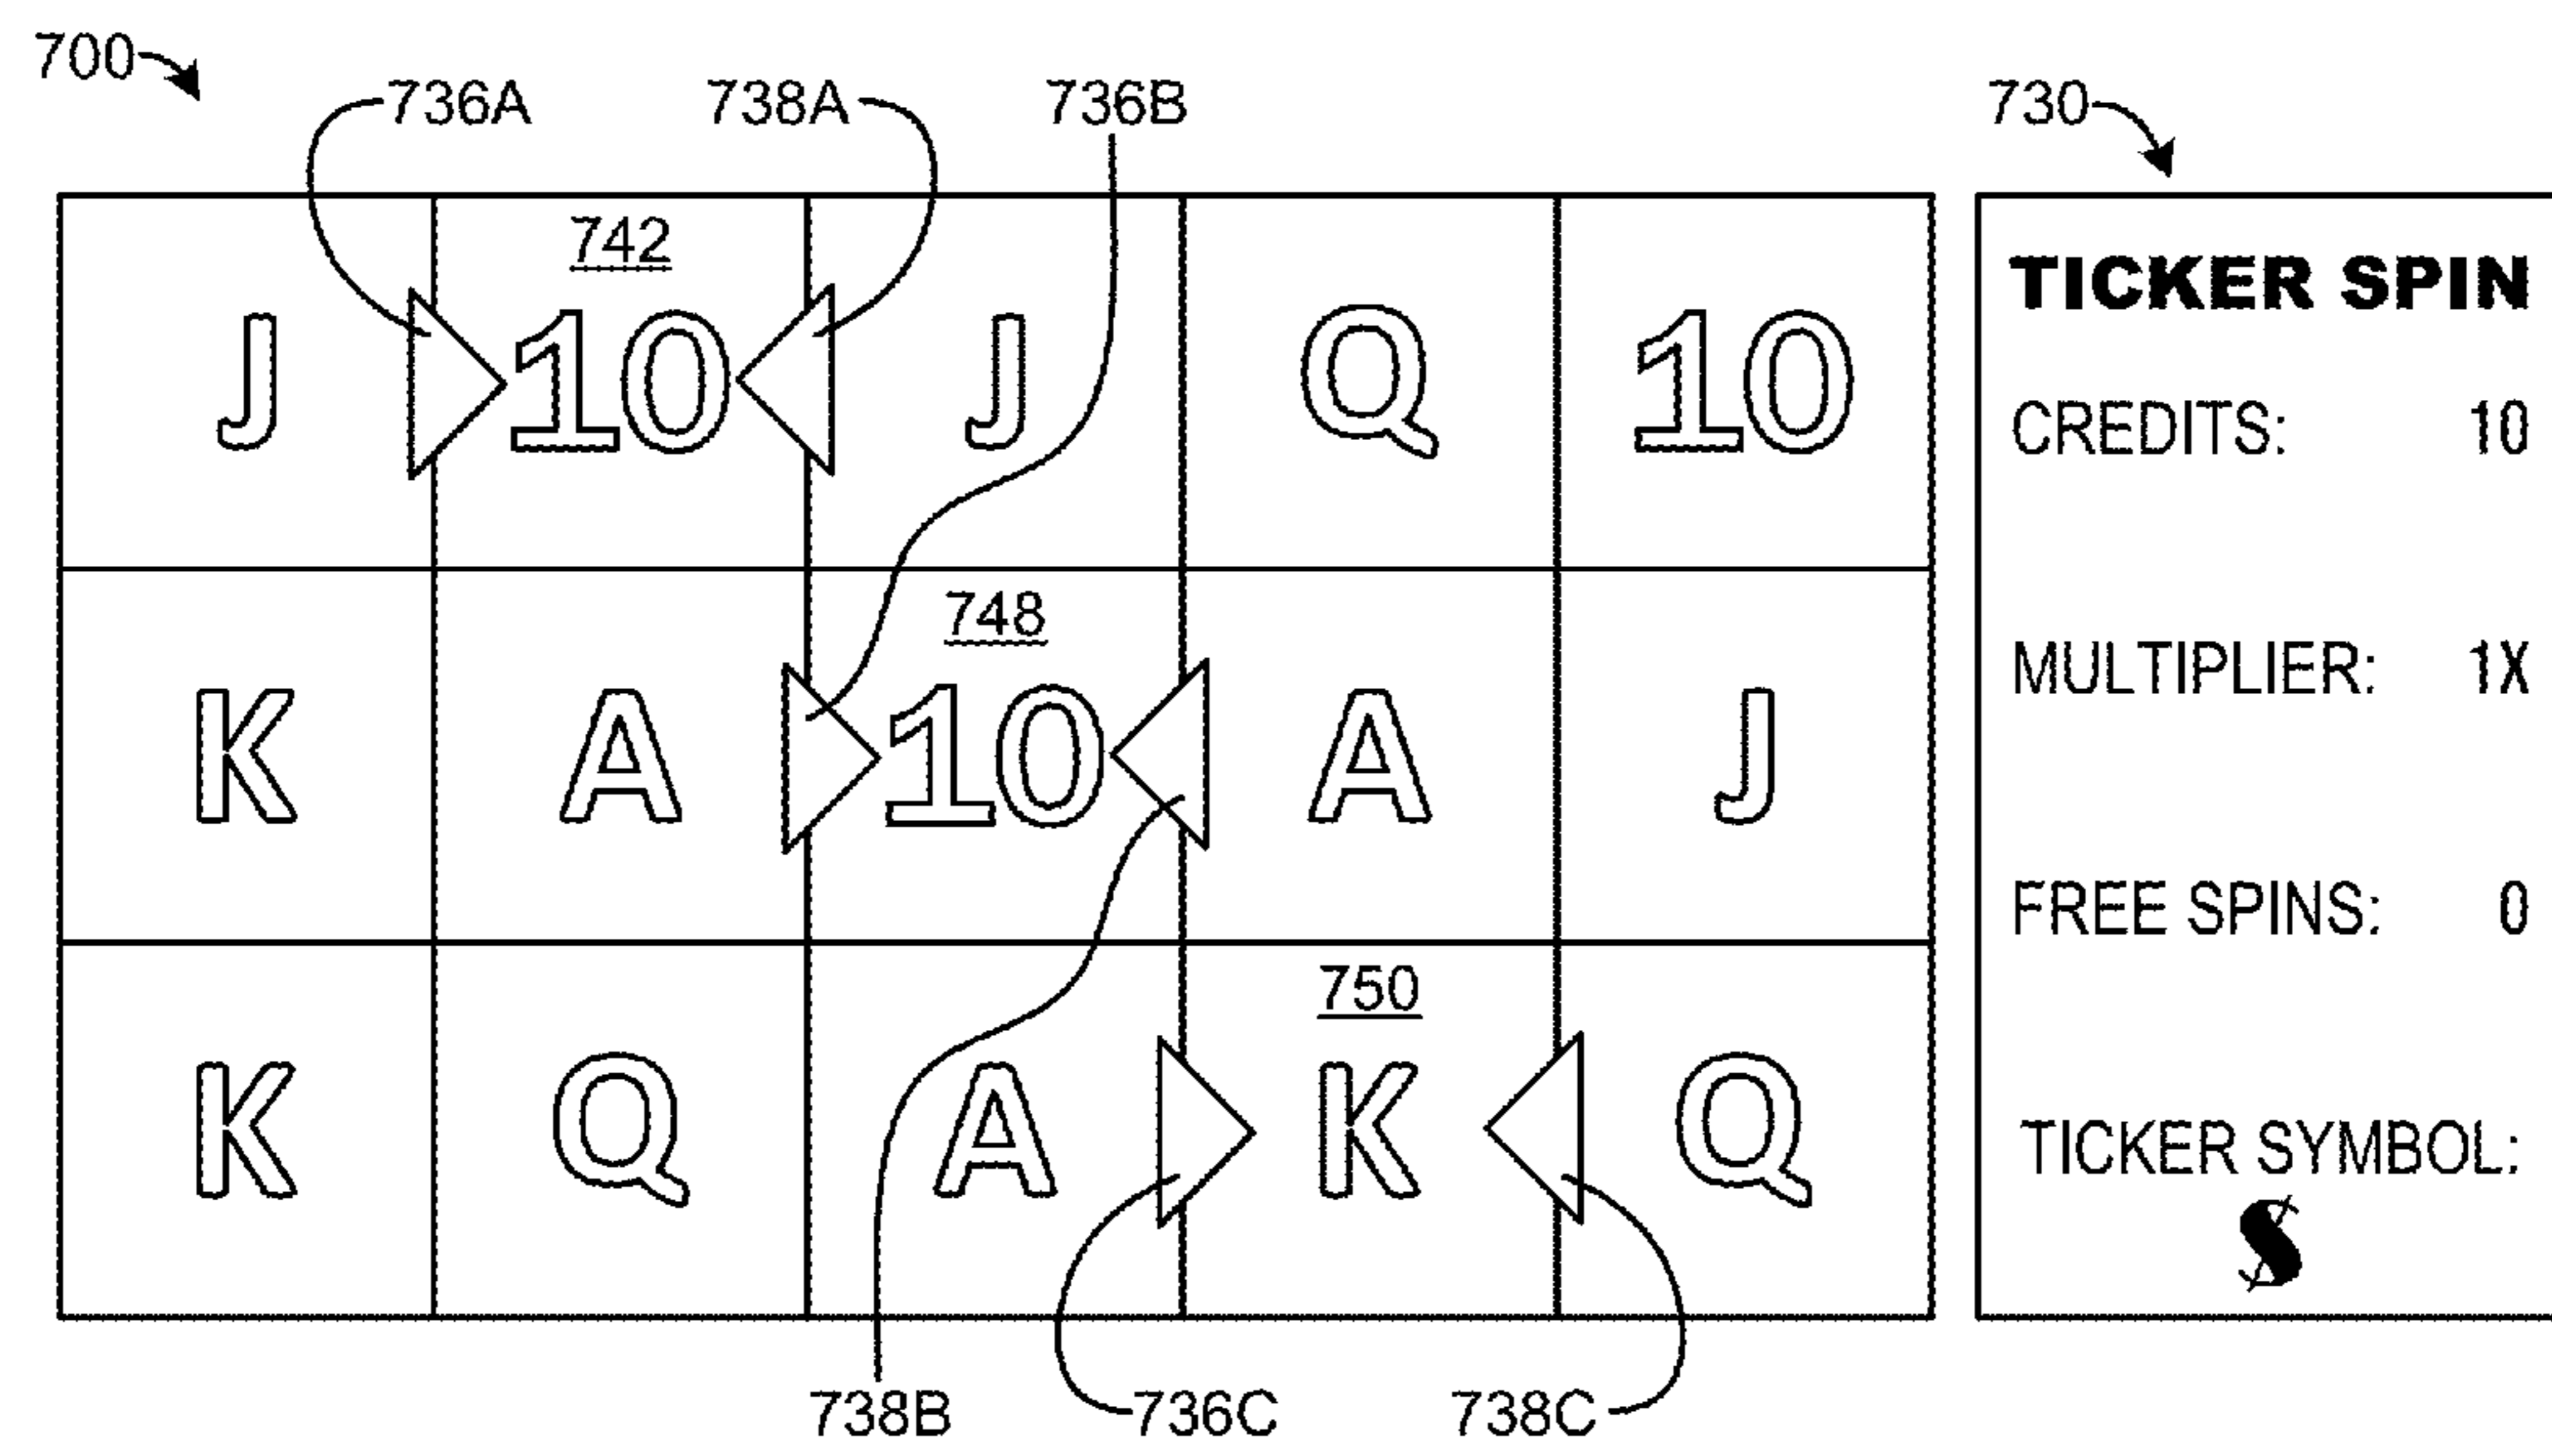 700
736A 738A 736B 730
742
J 10 J Q 10
748
K A 10 A J
750
K Q A K Q
738B 736C 738C
TICKER SPIN
CREDITS: 10
MULTIPLIER: 1X
FREE SPINS: 0
TICKER SYMBOL:
$